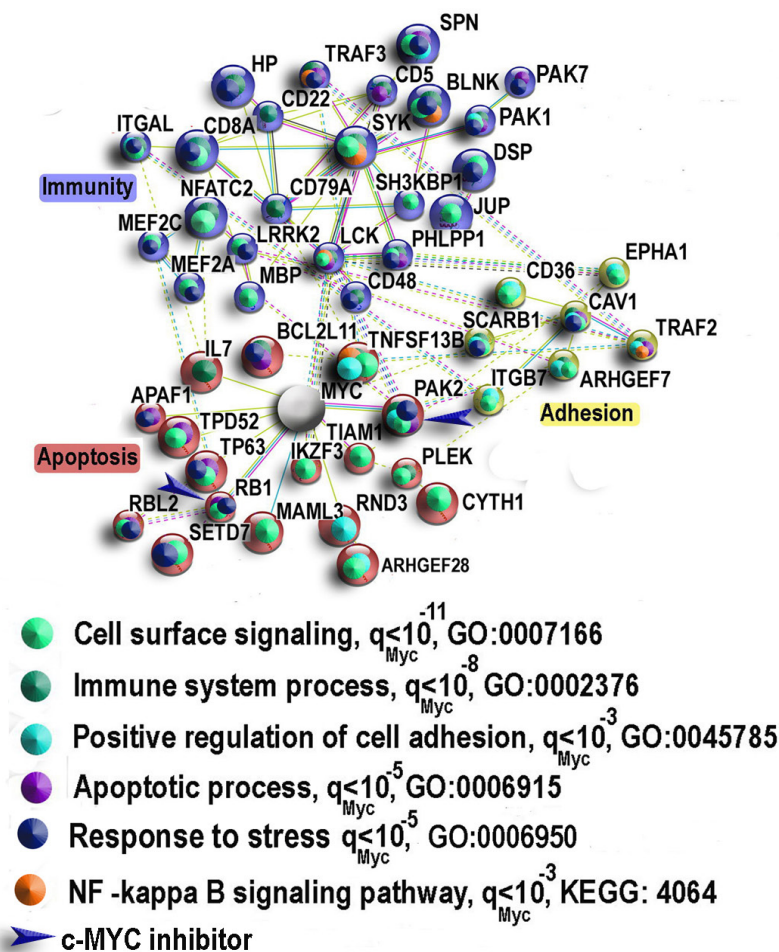 SPN
HP
TRAF3
CD5
BLNK
PAK7
CD22
ITGAL
CD8A
SYK
PAK1
DSP
Immunity
NFATC2
CD79A
SH3KBP1
MEF2C
LRRK2
LCK
PHLPP1
JUP
MEF2A
MBP
CD48
CD36
EPHA1
SCARB1
CAV1
BCL2L11
TNFSF13B
TRAF2
IL7
MYC
PAK2
ITGB7
ARHGEF7
APAF1
TPD52
Adhesion
Apoptosis
TP63
IKZF3
TIAM1
PLEK
RB1
RBL2
MAML3
RND3
CYTH1
SETD7
ARHGEF28
Cell surface signaling, q<10-11, GO:0007166
Myc
Immune system process, q<10-8, GO:0002376
Myc
Positive regulation of cell adhesion, q<10-3, GO:0045785
Myc
Apoptotic process, q<10-5, GO:0006915
Myc
Response to stress q<10-5, GO:0006950
Myc
NF -kappa B signaling pathway, q<10-3, KEGG: 4064
Myc
c-MYC inhibitor